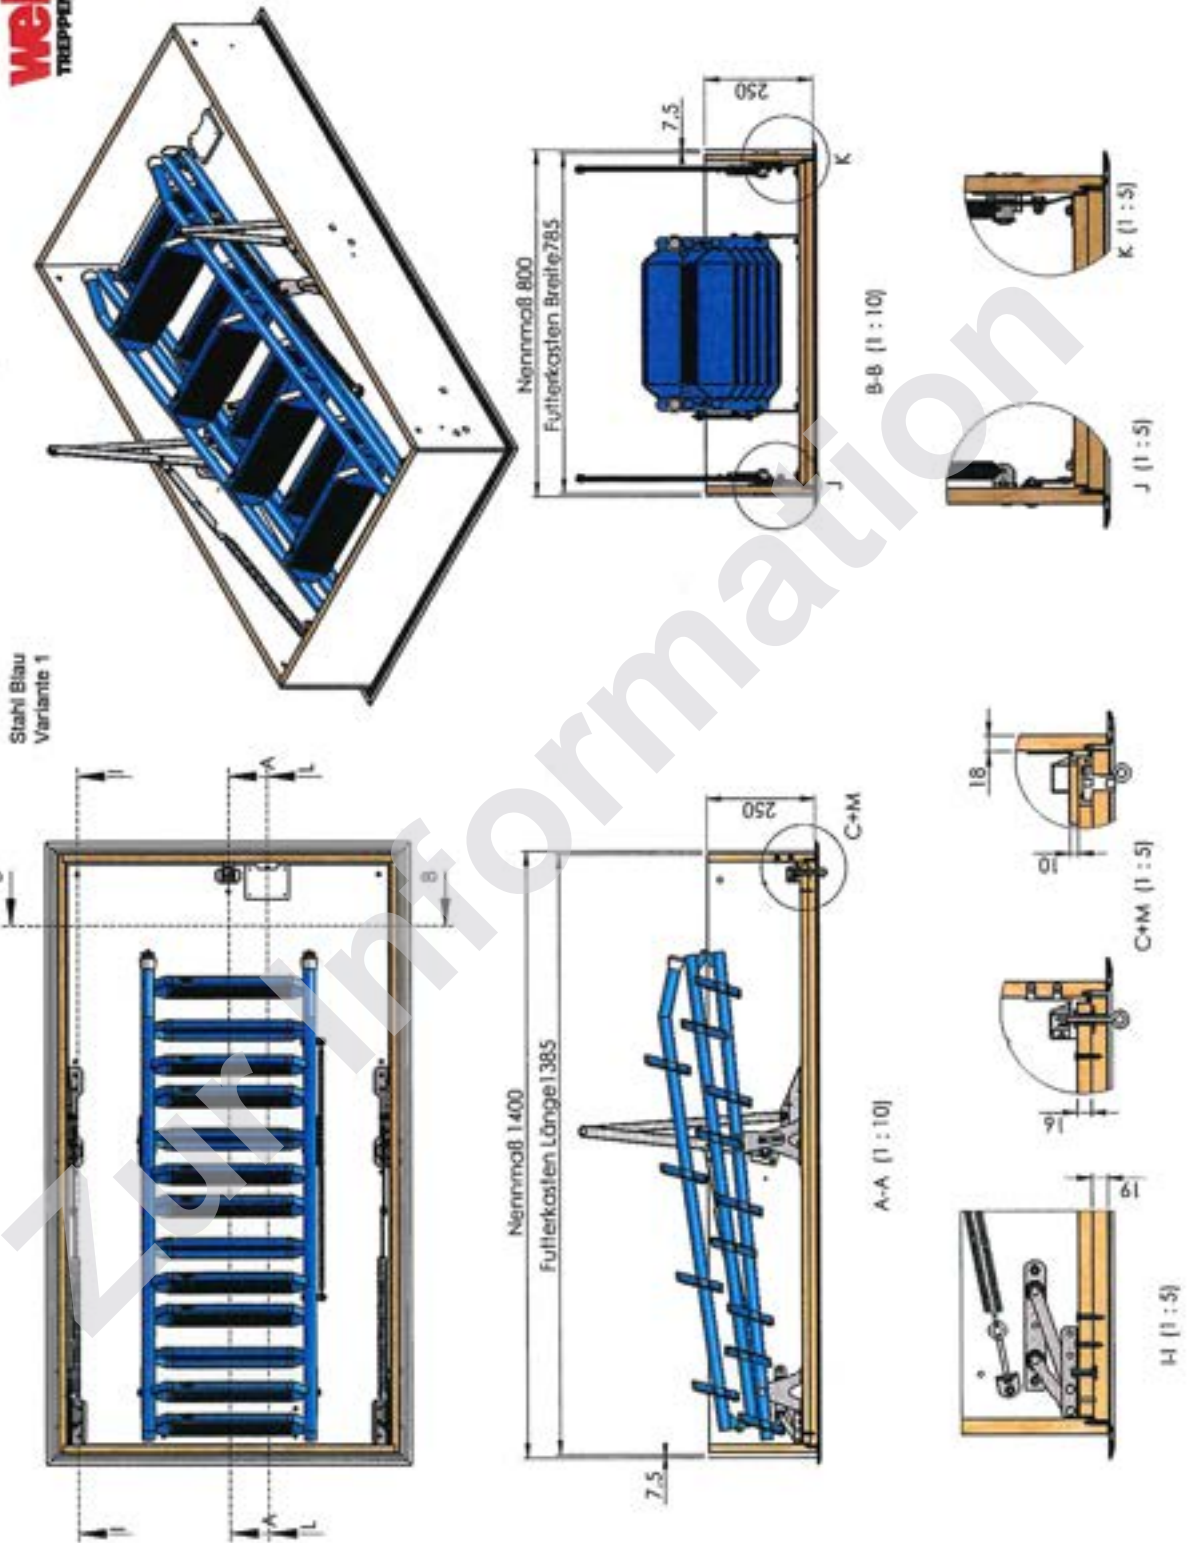 TREPPEN
Stahl Blau
Variante 1
I
A
L
B
I
A
L
Nennmaß 800
Futterkasten Breite785
7,5
250
K
J
B-B (1 : 10)
Nennmaß 1400
Futterkasten Länge1385
7,5
250
C+M
A-A (1 : 10)
J (1 : 5)
K (1 : 5)
19
I-I (1 : 5)
16
10
18
C+M (1 : 5)
Zur Information